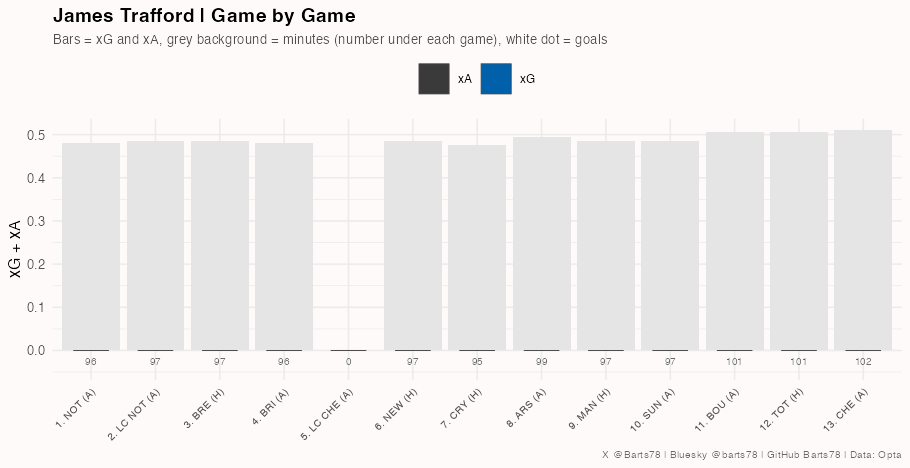 James Trafford | Game by Game
Bars = xG and xA, grey background = minutes (number under each game), white dot = goals
xA xG
xG + xA
0.5
0.4
0.3
0.2
0.1
0.0
96 97 97 96 0 97 95 99 97 97 101 101 102
1. NOT (A)
2. LC NOT (A)
3. BRE (H)
4. BRI (A)
5. LC CHE (A)
6. NEW (H)
7. CRY (H)
8. ARS (A)
9. MAN (H)
10. SUN (A)
11. BOU (A)
12. TOT (H)
13. CHE (A)
X @Barts78 | Bluesky @barts78 | GitHub Barts78 | Data: Opta